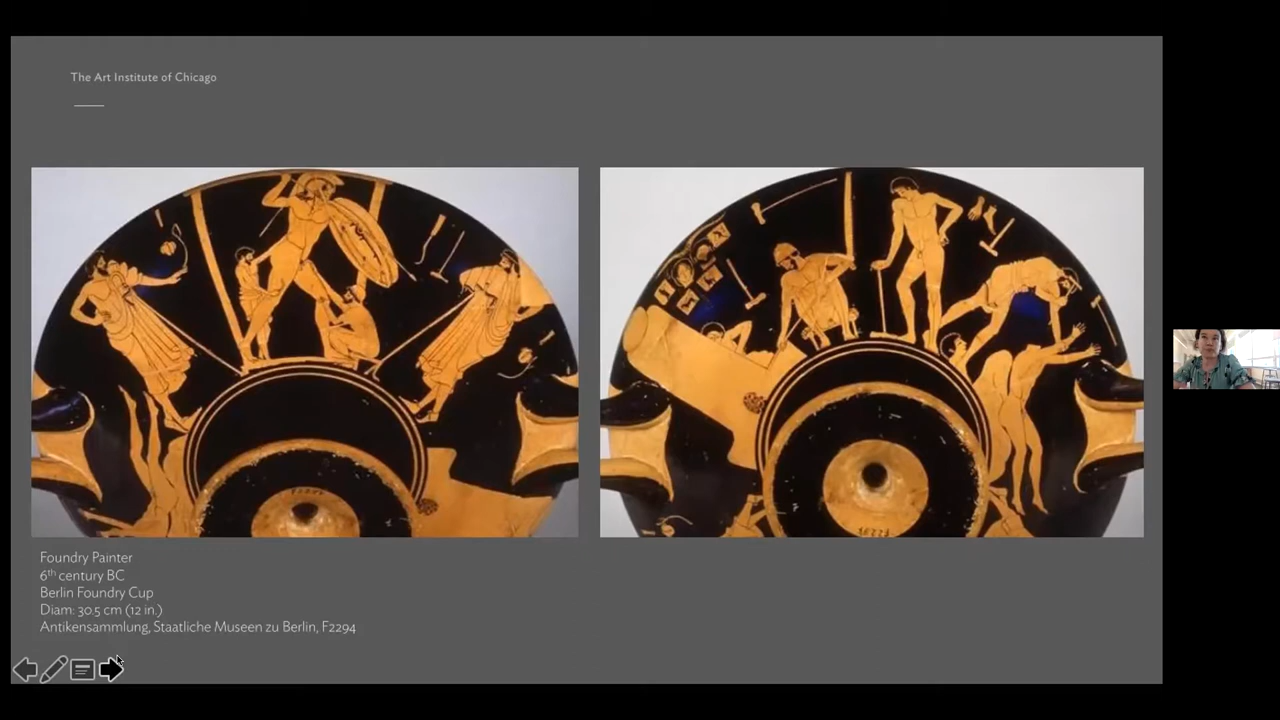 The Art Institute of Chicago
Foundry Painter
6th century BC
Berlin Foundry Cup
Diam: 30.5 cm (12 in.)
Antikensammlung, Staatliche Museen zu Berlin, F2294